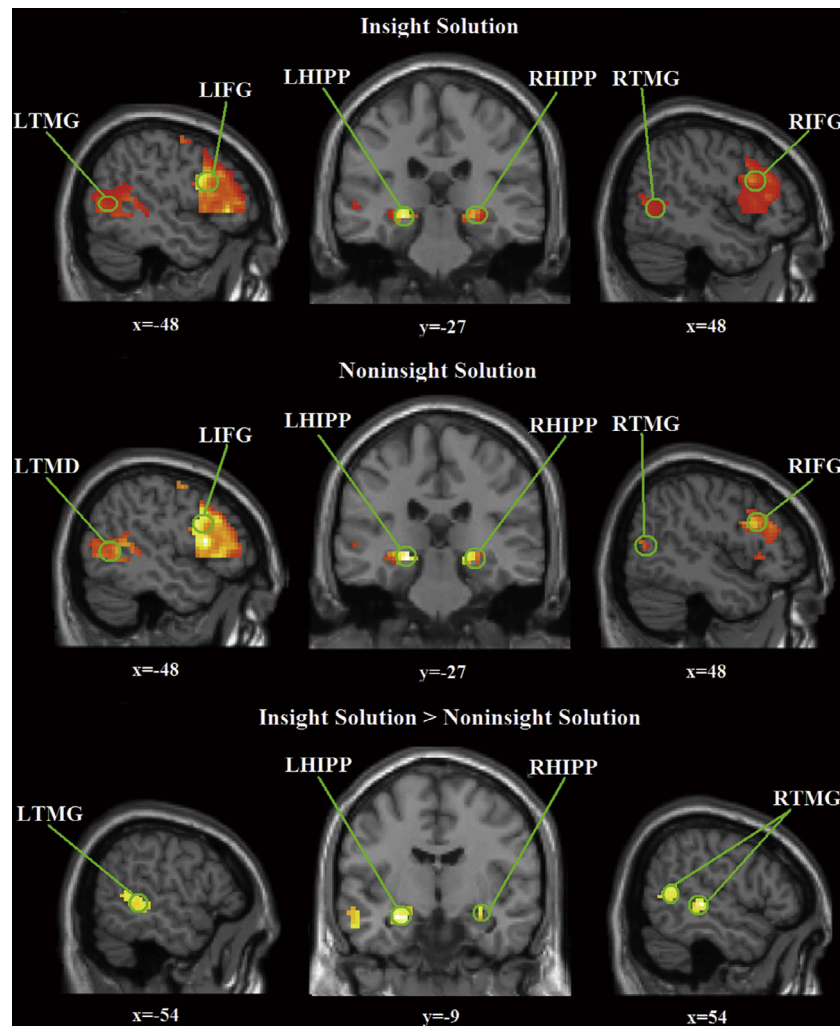 Insight Solution
LTMG
LIFG
LHIPP
RHIPP
RTMG
RIFG
x=-48
y=-27
x=48
Noninsight Solution
LTMD
LIFG
LHIPP
RHIPP
RTMG
RIFG
x=-48
y=-27
x=48
Insight Solution > Noninsight Solution
LTMG
LHIPP
RHIPP
RTMG
x=-54
y=-9
x=54